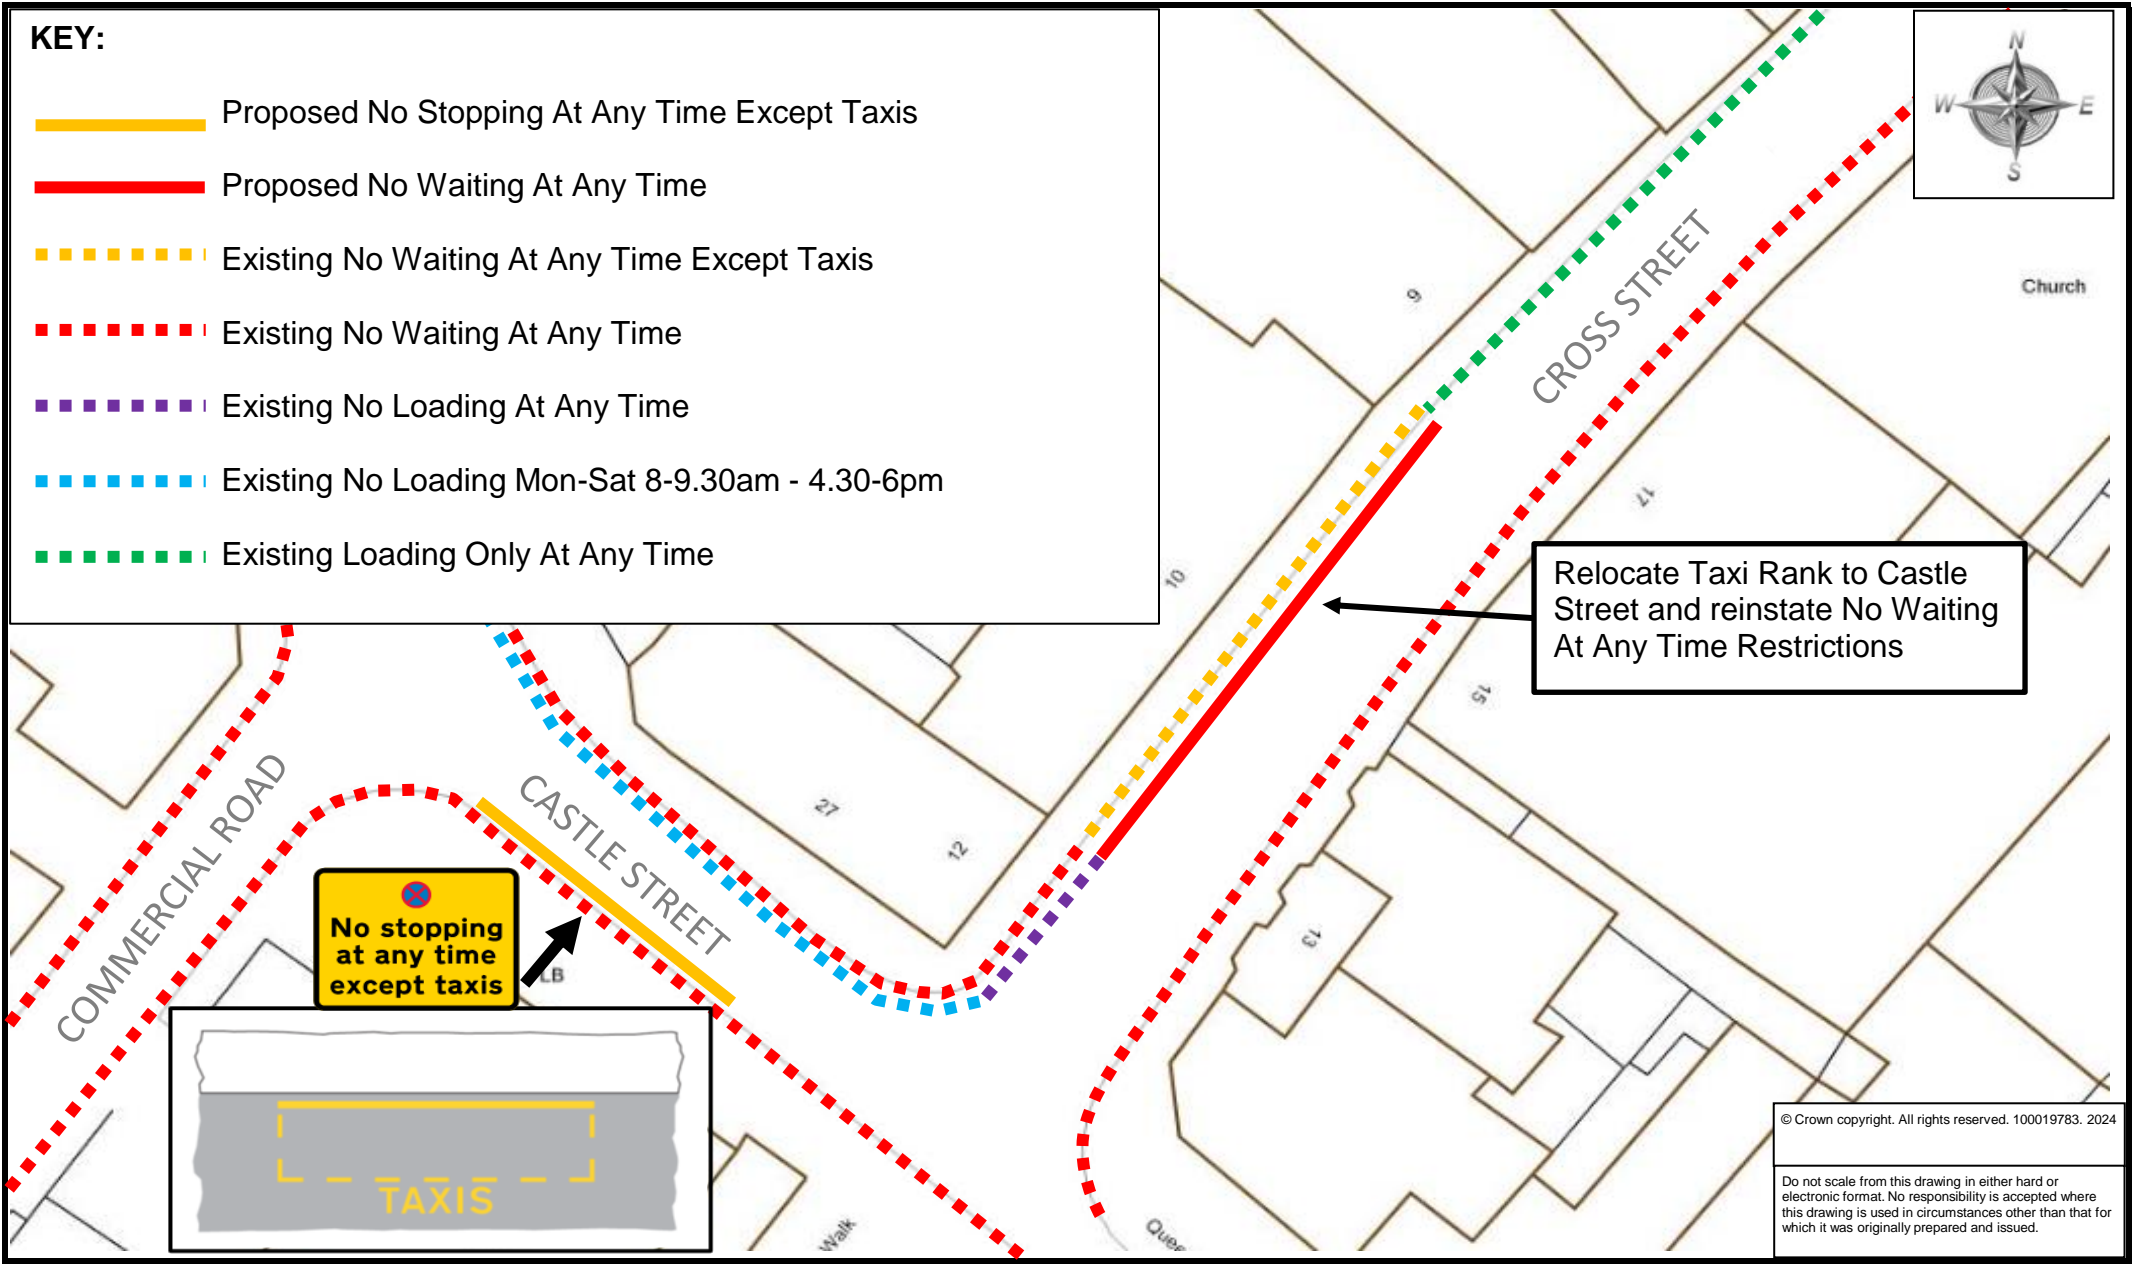 KEY:
Proposed No Stopping At Any Time Except Taxis
Proposed No Waiting At Any Time
Existing No Waiting At Any Time Except Taxis
Existing No Waiting At Any Time
Existing No Loading At Any Time
Existing No Loading Mon-Sat 8-9.30am - 4.30-6pm
Existing Loading Only At Any Time
N
W
E
S
CROSS STREET
Church
9
17
10
15
Relocate Taxi Rank to Castle
Street and reinstate No Waiting
At Any Time Restrictions
COMMERCIAL ROAD
CASTLE STREET
27
12
13
No stopping
at any time
except taxis
LB
TAXIS
Walk
Quee
© Crown copyright. All rights reserved. 100019783. 2024
Do not scale from this drawing in either hard or
electronic format. No responsibility is accepted where
this drawing is used in circumstances other than that for
which it was originally prepared and issued.